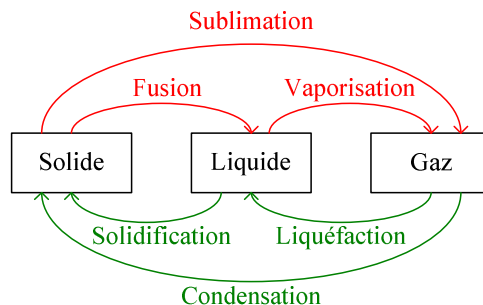 Sublimation
Fusion
Vaporisation
Solide
Liquide
Gaz
Solidification
Liquéfaction
Condensation